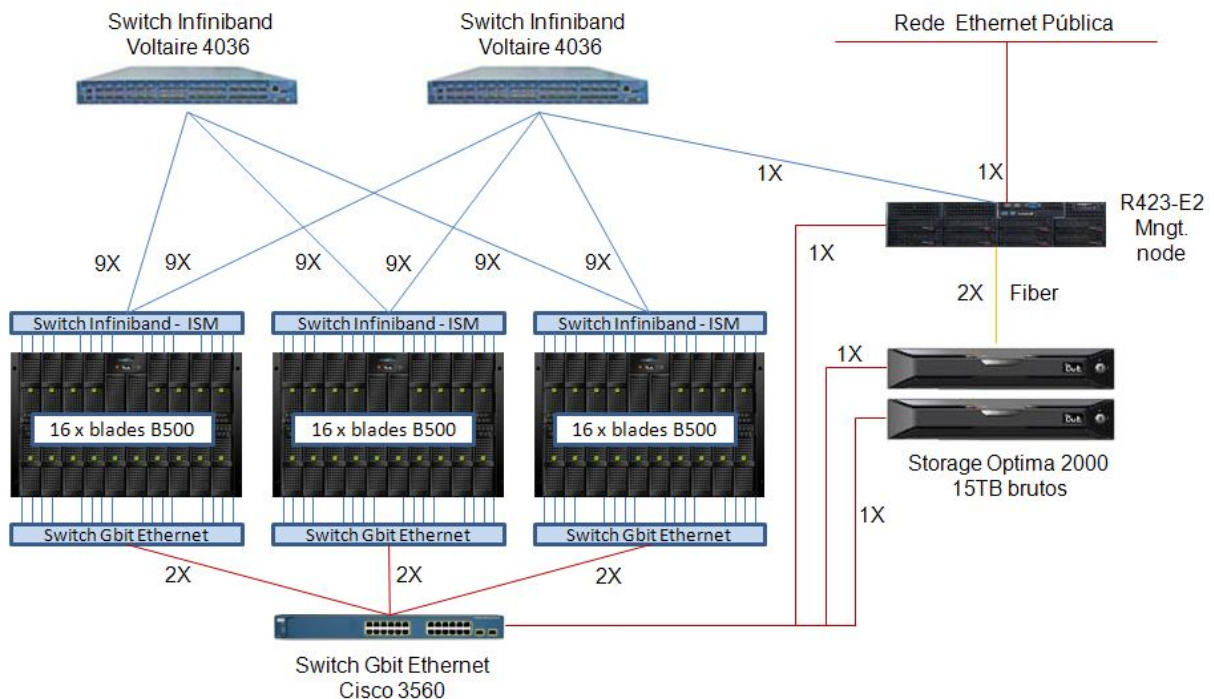 Switch Infiniband
Voltaire 4036
Switch Infiniband
Voltaire 4036
Rede Ethernet Pública
1X
1X
R423-E2
Mngt.
node
9X
9X
9X
9X
9X
9X
1X
2X
Fiber
Switch Infiniband - ISM
Switch Infiniband - ISM
Switch Infiniband - ISM
1X
16 x blades B500
16 x blades B500
16 x blades B500
Storage Optima 2000
15TB brutos
1X
Switch Gbit Ethernet
Switch Gbit Ethernet
Switch Gbit Ethernet
2X
2X
2X
Switch Gbit Ethernet
Cisco 3560